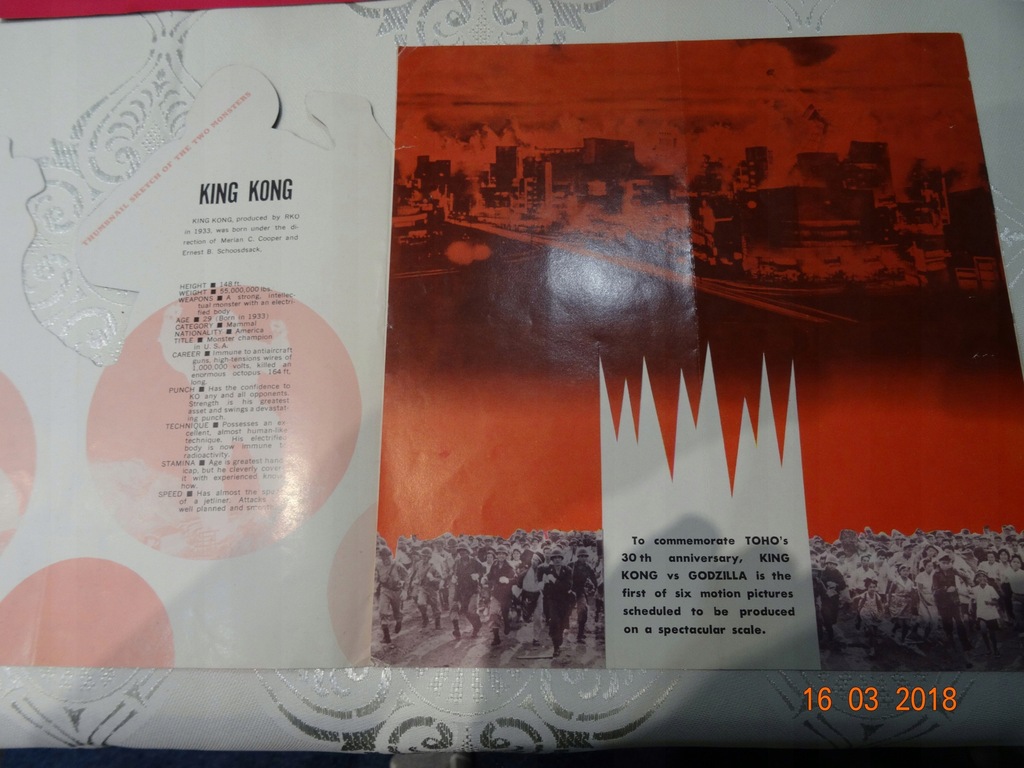 THUMBNAIL SKETCH OF THE TWO MONSTERS
KING KONG
KING KONG, produced by RKO
in 1933, was born under the di-
rection of Merian C. Cooper and
Ernest B. Schoosdsack.
HEIGHT ■ 148 ft.
WEIGHT ■ 55,000,000 lbs.
WEAPONS ■ A strong, intellec-
tual monster with an electri-
fied body
AGE ■ 29 (Born in 1933)
CATEGORY ■ Mammal
NATIONALITY ■ America
TITLE ■ Monster champion
in U. S. A.
CAREER ■ Immune to antiaircraft
guns, high-tensions wires of
1,000,000 volts, killed an
enormous octopus 164 ft.
long.
PUNCH ■ Has the confidence to
KO any and all opponents.
Strength is his greatest
asset and swings a devastat-
ing punch.
TECHNIQUE ■ Possesses an ex-
cellent, almost human-like
technique. His electrified
body is now immune to
radioactivity.
STAMINA ■ Age is greatest hand-
icap, but he cleverly covers
it with experienced know-
how.
SPEED ■ Has almost the
of a jetliner. Attacks
well planned and
To commemorate TOHO's
30th anniversary, KING
KONG vs GODZILLA is the
first of six motion pictures
scheduled to be produced
on a spectacular scale.
16 03 2018